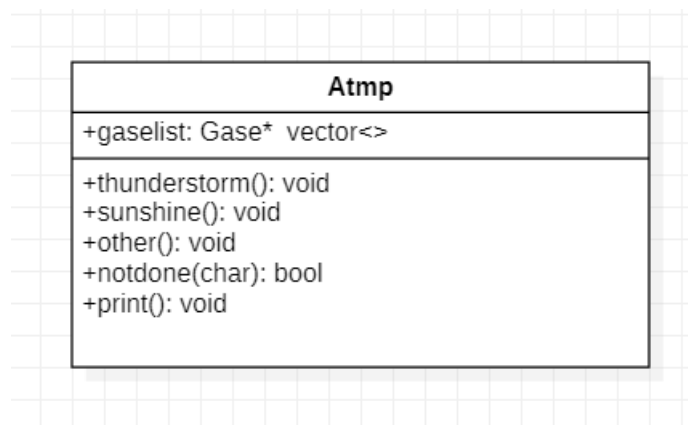 Atmp
+gaselist: Gase*  vector<>
+thunderstorm(): void
+sunshine(): void
+other(): void
+notdone(char): bool
+print(): void